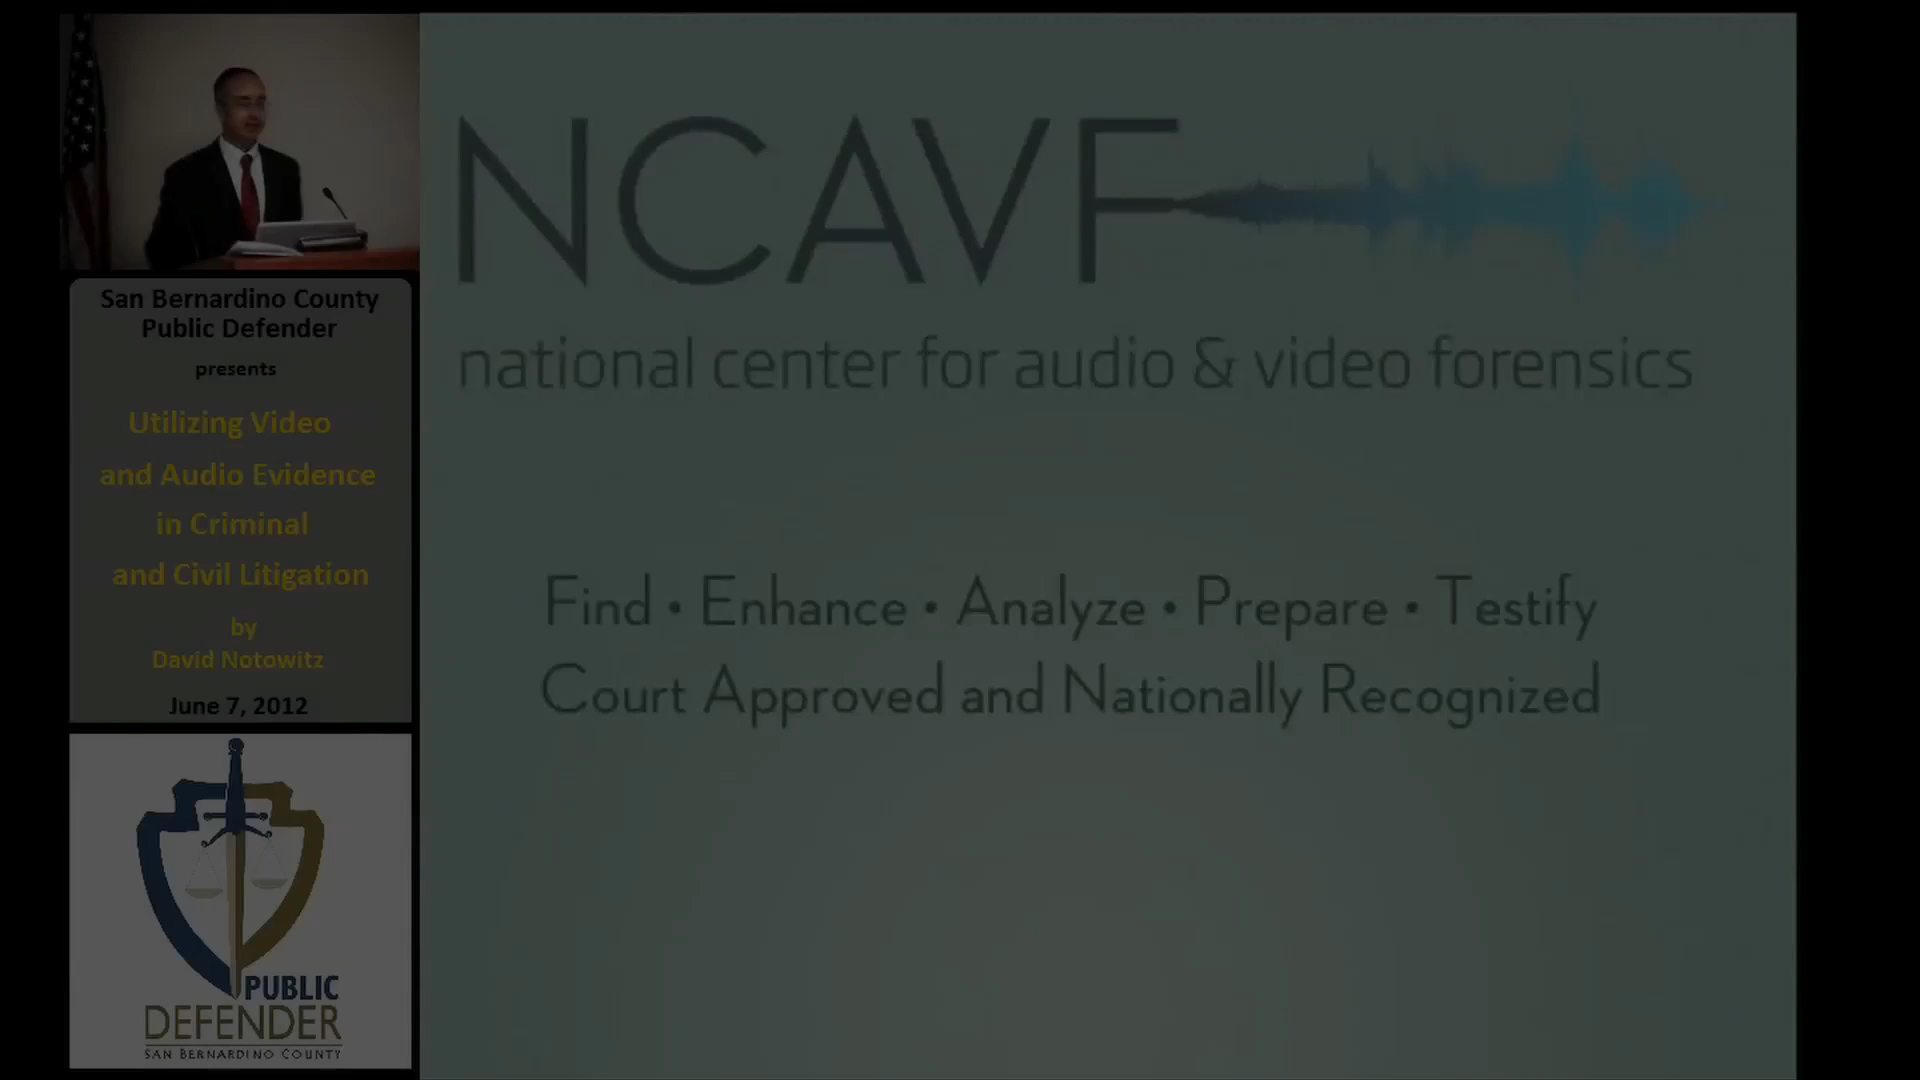 San Bernardino County
Public Defender
presents
Utilizing Video
and Audio Evidence
in Criminal
and Civil Litigation
by
David Notowitz
June 7, 2012
PUBLIC
DEFENDER
SAN BERNARDINO COUNTY
NCAVF
national center for audio & video forensics
Find • Enhance • Analyze • Prepare • Testify
Court Approved and Nationally Recognized